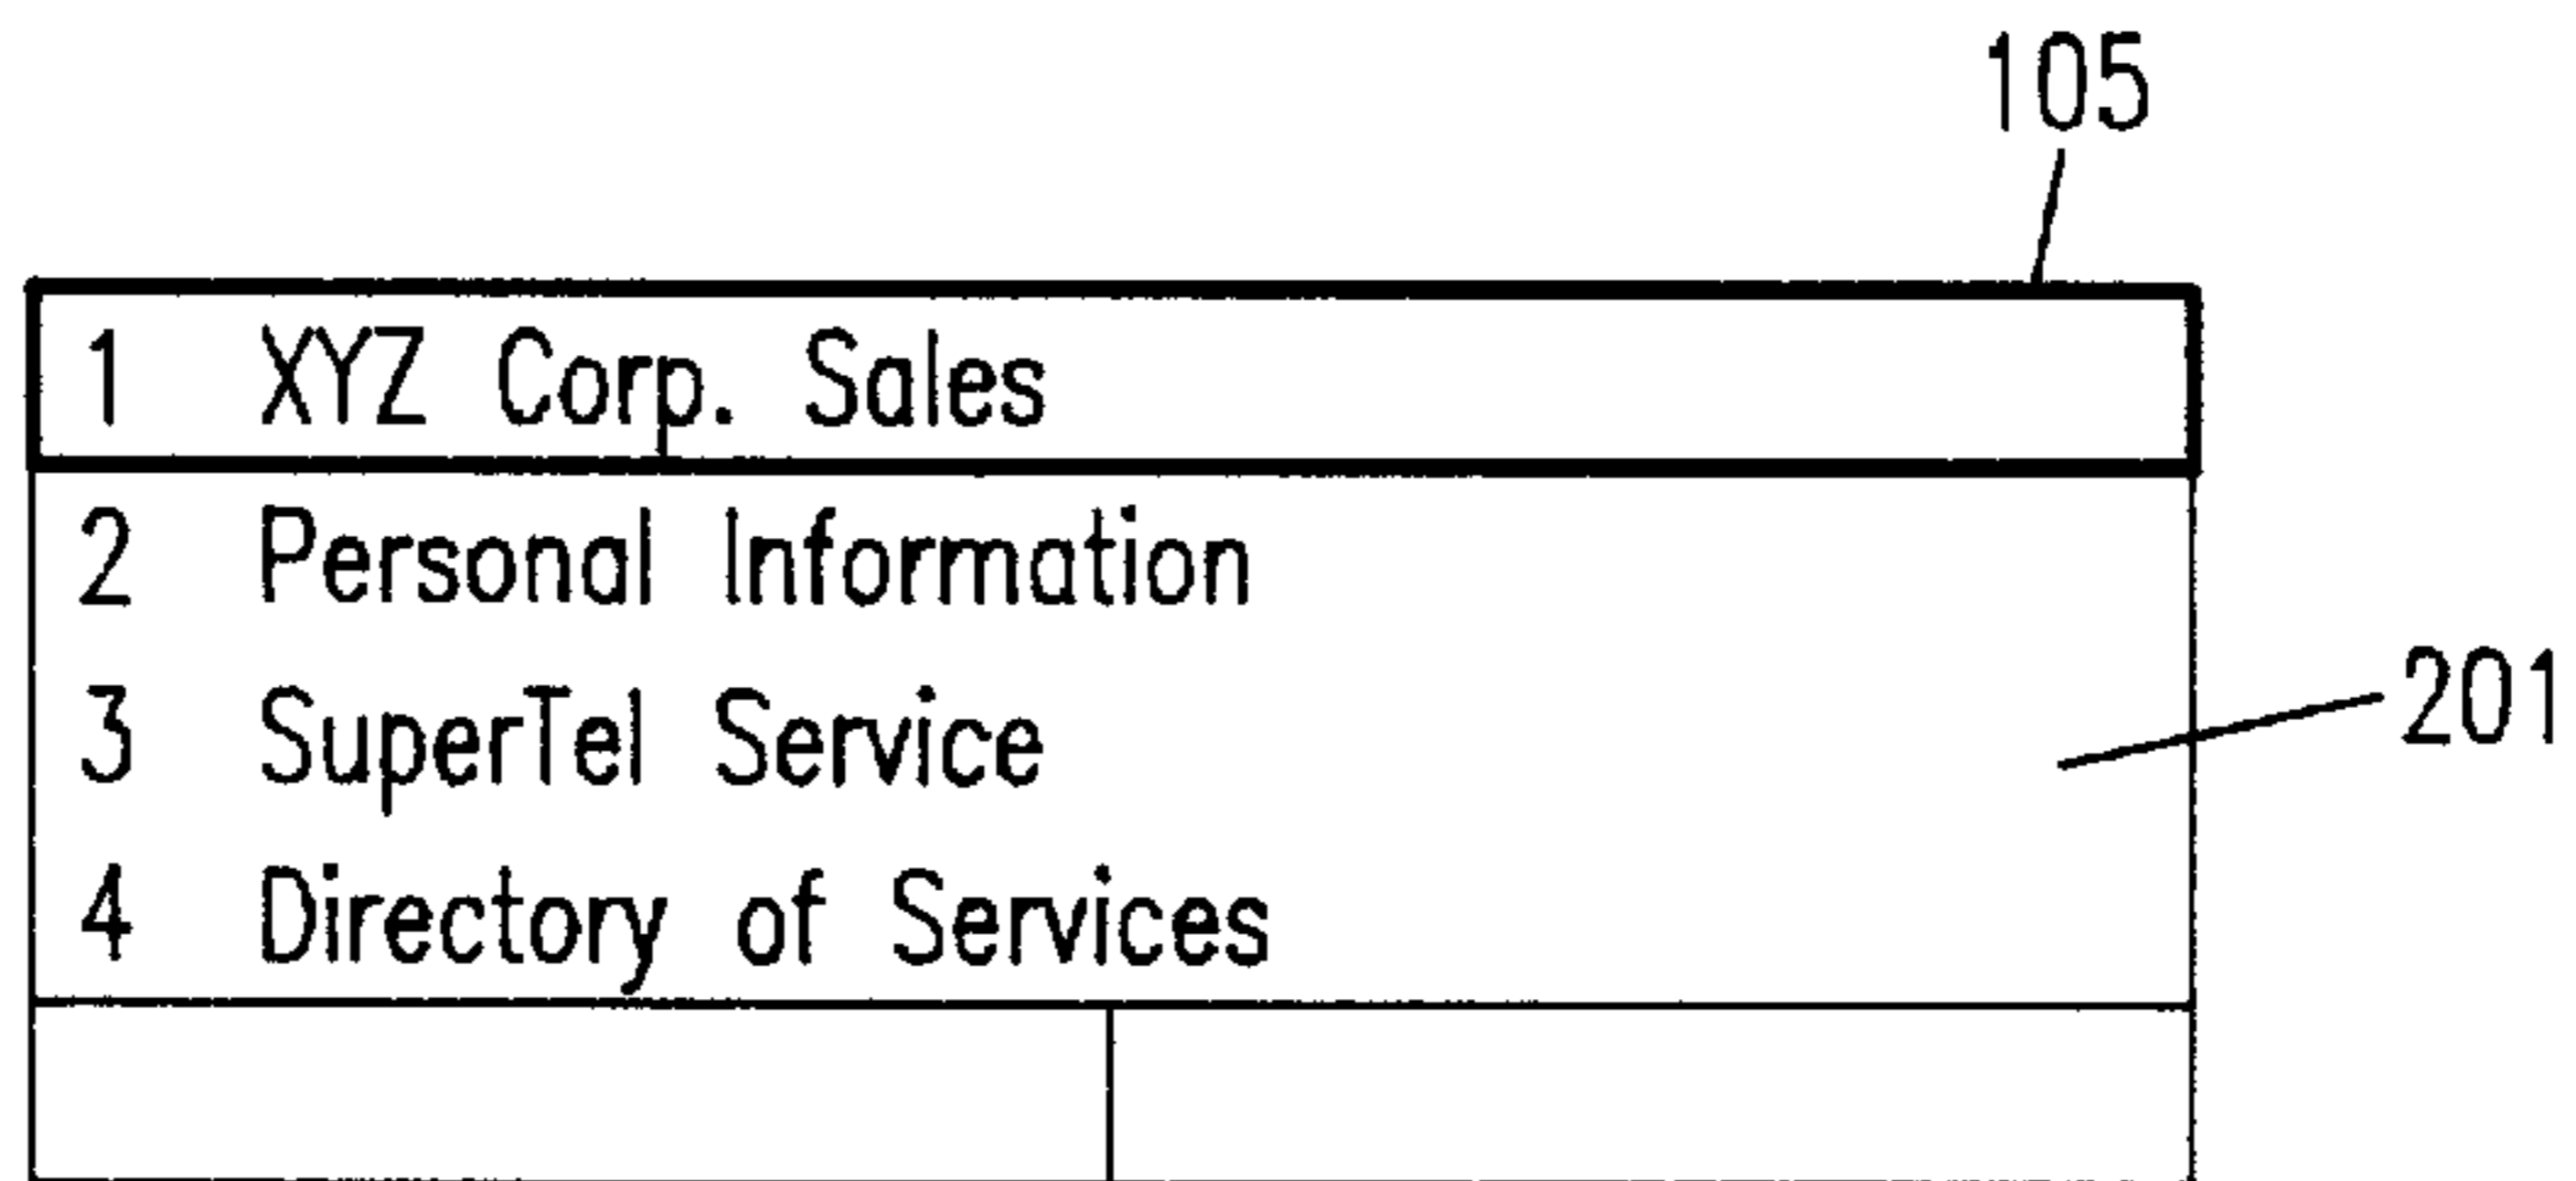 105
1 XYZ Corp. Sales
2 Personal Information
3 SuperTel Service
201
4 Directory of Services